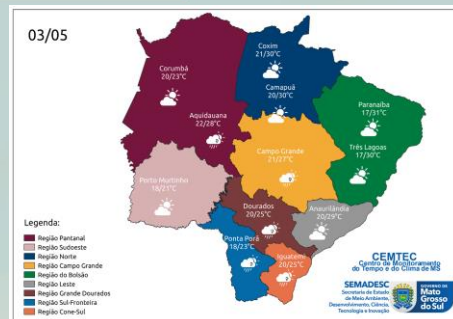 03/05
Coxim
21/30°C
Corumbá
20/23°C
Camapuã
20/30°C
Paranaíba
17/31°C
Aquidauana
22/28°C
Três Lagoas
17/30°C
Campo Grande
21/27°C
Porto Murtinho
18/21°C
Dourados
20/25°C
Anaurilândia
20/29°C
Ponta Porã
18/23°C
Iguatemi
20/25°C
Legenda:
Região Pantanal
Região Sudoeste
Região Norte
Região Campo Grande
Região do Bolsão
Região Leste
Região Grande Dourados
Região Sul-Fronteira
Região Cone-Sul
CEMTEC
Centro de Monitoramento
do Tempo e do Clima de MS
SEMADESC
Secretaria de Estado
de Meio Ambiente,
Desenvolvimento, Ciência,
Tecnologia e Inovação
GOVERNO DE
Mato
Grosso
do Sul